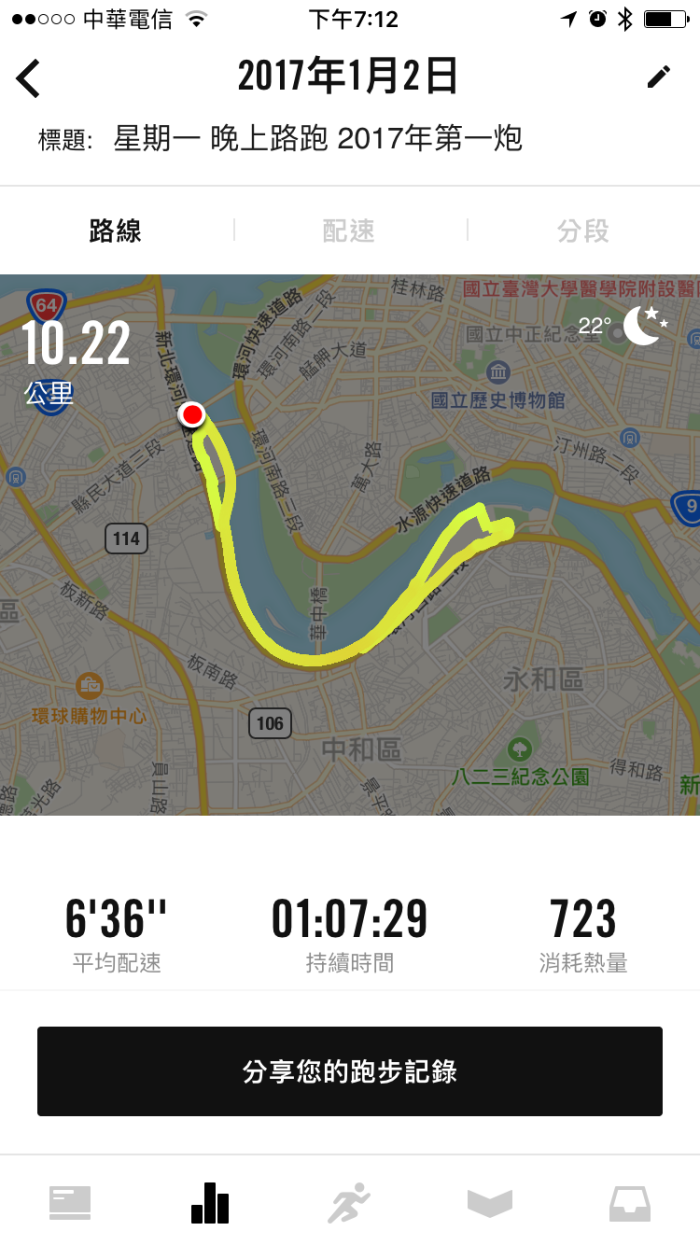 中華電信 下午7:12
2017年1月2日
標題: 星期一 晚上路跑 2017年第一炮
路線 配速 分段
64
10.22
公里
22°
桂林路
國立臺灣大學醫學院附設醫
國立中正紀念堂
環河快速道路
環河南路二段
艋舺大道
新北環河
國立歷史博物館
汀州路二段
9
環河南路二段
萬大路
水源快速道路
縣民大道三段
114
華中橋
板新路
區
板南路
永和區
環球購物中心
106
中和區
八二三紀念公園
得和路
新
員山路
景平
光路
6'36'' 01:07:29 723
平均配速 持續時間 消耗熱量
分享您的跑步記錄